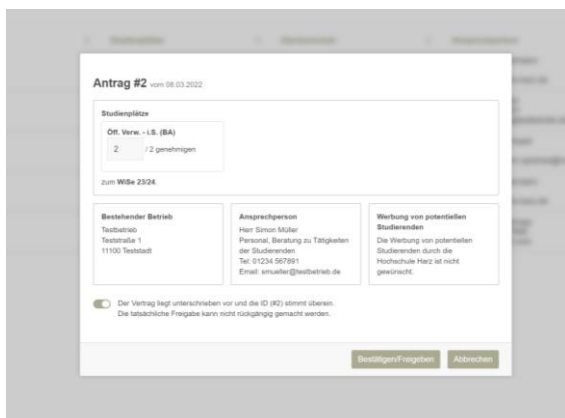 Antrag #2 vom 08.03.2022
Studienplätze
Öff. Verw. - i.S. (BA)
2 / 2 genehmigen
zum WiSe 23/24.
Bestehender Betrieb
Testbetrieb
Teststraße 1
11100 Teststadt
Ansprechperson
Herr Simon Müller
Personal, Beratung zu Tätigkeiten
der Studierenden
Tel: 01234 567891
Email: smueller@testbetrieb.de
Werbung von potentiellen
Studierenden
Die Werbung von potentellen
Studierenden durch die
Hochschule Harz ist nicht
gewünscht.
Der Vertrag liegt unterschrieben vor und die ID (#2) stimmt überein.
Die tatsächliche Freigabe kann nicht rückgängig gemacht werden.
Bestätigen/Freigeben
Abbrechen